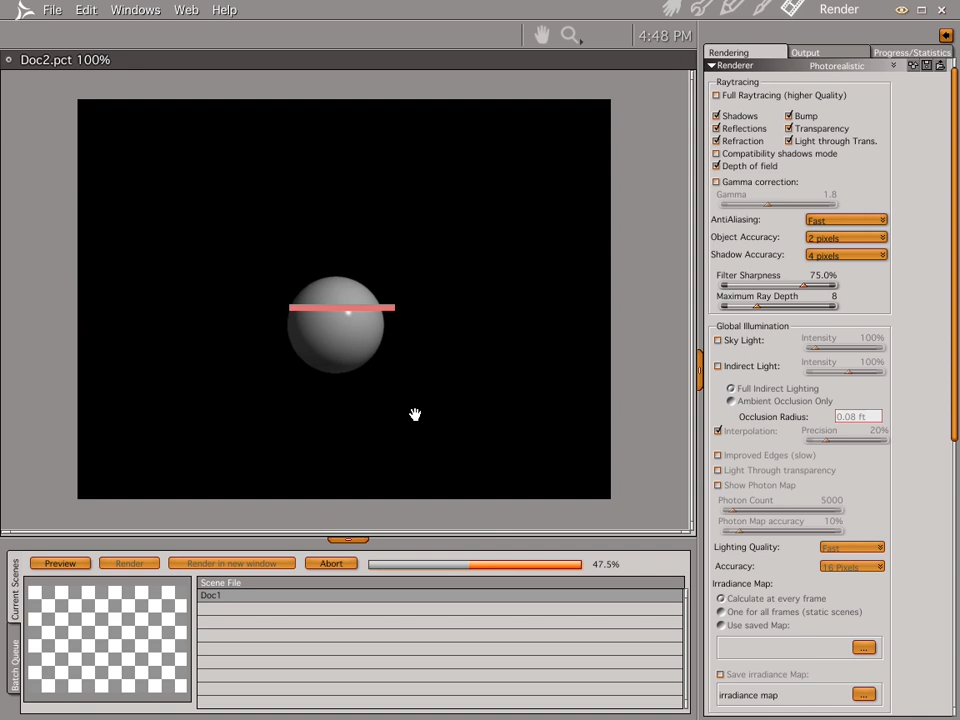 File Edit Windows Web Help
Render
4:48 PM
Doc2.pct 100%
Rendering Output Progress/Statistics
Renderer Photorealistic
Raytracing
Full Raytracing (higher Quality)
Shadows Bump
Reflections Transparency
Refraction Light through Trans.
Compatibility shadows mode
Depth of field
Gamma correction:
Gamma 1.8
AntiAliasing: Fast
Object Accuracy: 2 pixels
Shadow Accuracy: 4 pixels
Filter Sharpness 75.0%
Maximum Ray Depth 8
Global Illumination
Sky Light: Intensity 100%
Indirect Light: Intensity 100%
Full Indirect Lighting
Ambient Occlusion Only
Occlusion Radius: 0.08 ft
Interpolation: Precision 20%
Improved Edges (slow)
Light Through transparency
Show Photon Map
Photon Count 5000
Photon Map accuracy 10%
Lighting Quality: Fast
Accuracy: 16 Pixels
Irradiance Map:
Calculate at every frame
One for all frames (static scenes)
Use saved Map:
...
Save irradiance Map:
irradiance map ...
Current Scenes
Batch Queue
Preview Render Render in new window Abort 47.5%
Scene File
Doc1